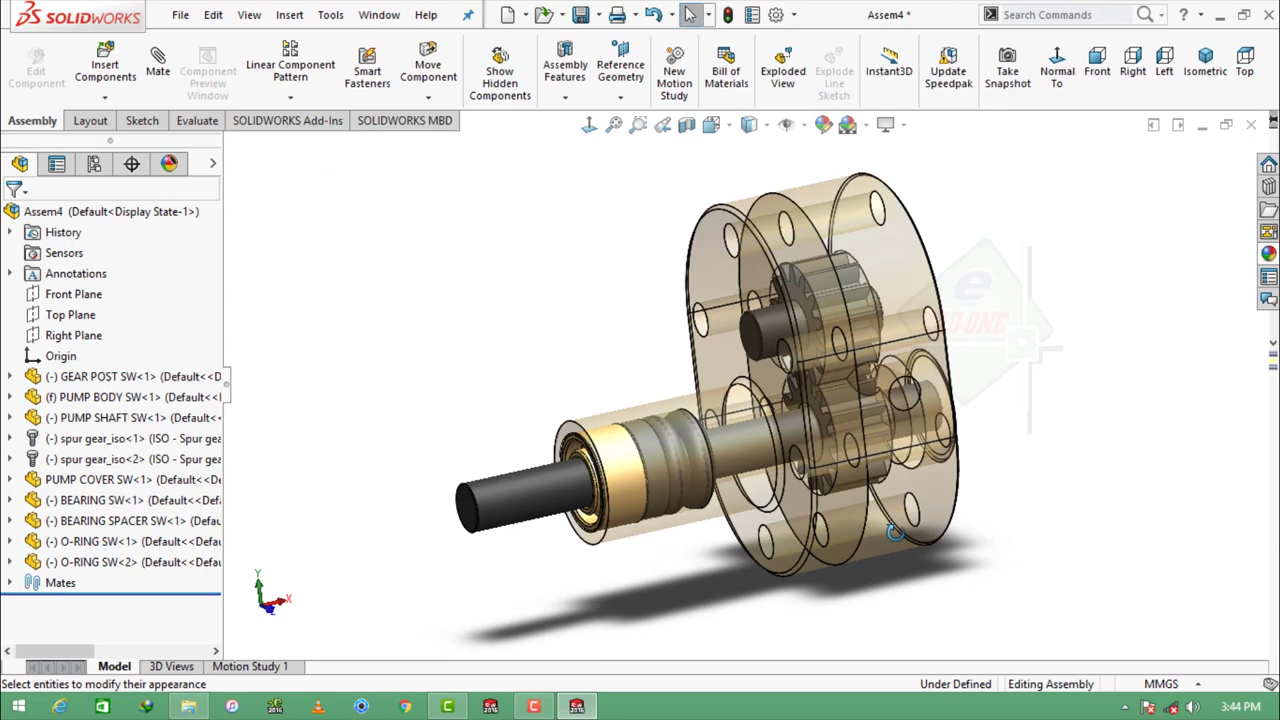 SOLIDWORKS
File Edit View Insert Tools Window Help
Assem4 *
Search Commands
Edit Component
Insert Components
Mate
Component Preview Window
Linear Component Pattern
Smart Fasteners
Move Component
Show Hidden Components
Assembly Features
Reference Geometry
New Motion Study
Bill of Materials
Exploded View
Explode Line Sketch
Instant3D
Update Speedpak
Take Snapshot
Normal To
Front
Right
Left
Isometric
Top
Assembly Layout Sketch Evaluate SOLIDWORKS Add-Ins SOLIDWORKS MBD
Assem4 (Default<Display State-1>)
History
Sensors
Annotations
Front Plane
Top Plane
Right Plane
Origin
(-) GEAR POST SW<1> (Default<<D
(f) PUMP BODY SW<1> (Default<<D
(-) PUMP SHAFT SW<1> (Default<<
(-) spur gear_iso<1> (ISO - Spur gea
(-) spur gear_iso<2> (ISO - Spur gea
PUMP COVER SW<1> (Default<<De
(-) BEARING SW<1> (Default<<Defa
(-) BEARING SPACER SW<1> (Default
(-) O-RING SW<1> (Default<<Defau
(-) O-RING SW<2> (Default<<Defau
Mates
Y
X
Z
Model 3D Views Motion Study 1
Select entities to modify their appearance
Under Defined Editing Assembly MMGS
3:44 PM